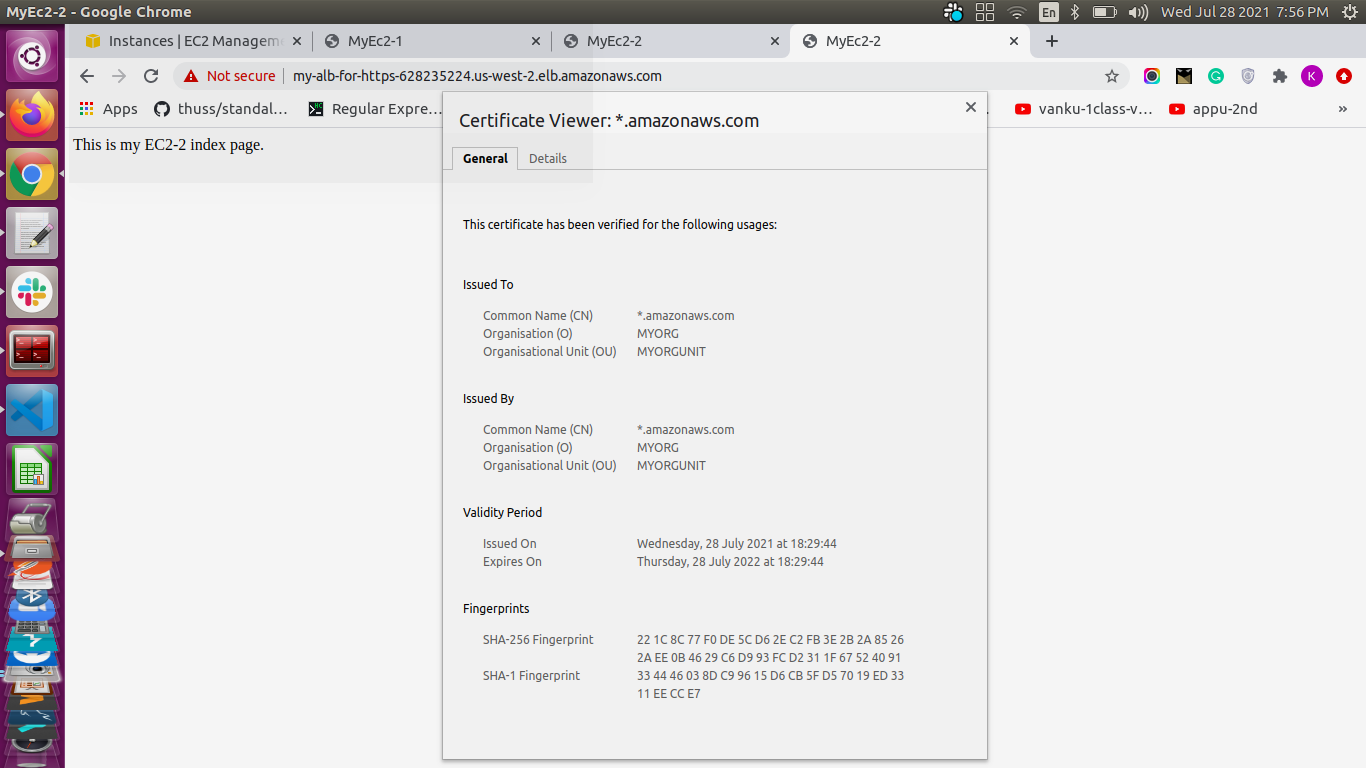 MyEc2-2 - Google Chrome
En
Wed Jul 28 2021 7:56 PM
Instances | EC2 Managem
MyEc2-1
MyEc2-2
MyEc2-2
Not secure
my-alb-for-https-628235224.us-west-2.elb.amazonaws.com
K
Apps
thuss/standal...
Regular Expre...
vanku-1class-v...
appu-2nd
»
This is my EC2-2 index page.
Certificate Viewer: *.amazonaws.com
General Details
This certificate has been verified for the following usages:
Issued To
Common Name (CN) *.amazonaws.com
Organisation (O) MYORG
Organisational Unit (OU) MYORGUNIT
Issued By
Common Name (CN) *.amazonaws.com
Organisation (O) MYORG
Organisational Unit (OU) MYORGUNIT
Validity Period
Issued On Wednesday, 28 July 2021 at 18:29:44
Expires On Thursday, 28 July 2022 at 18:29:44
Fingerprints
SHA-256 Fingerprint 22 1C 8C 77 F0 DE 5C D6 2E C2 FB 3E 2B 2A 85 26
2A EE 0B 46 29 C6 D9 93 FC D2 31 1F 67 52 40 91
SHA-1 Fingerprint 33 44 46 03 8D C9 96 15 D6 CB 5F D5 70 19 ED 33
11 EE CC E7